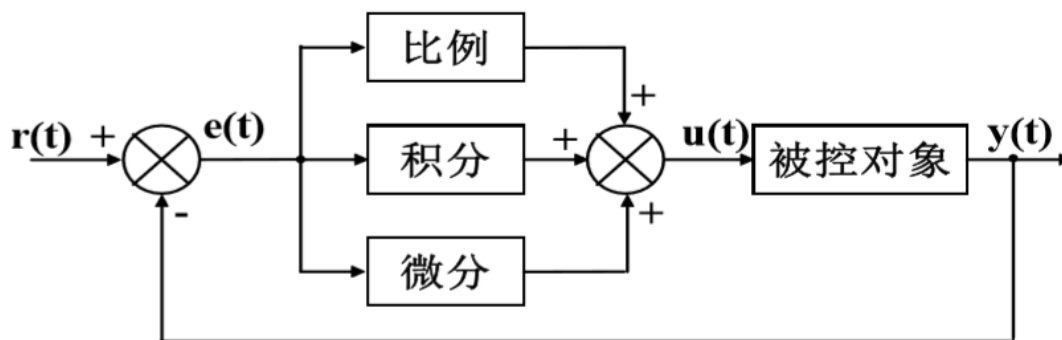 比例
+
r(t)
+
e(t)
+
积分
u(t)
被控对象
y(t)
-
+
微分